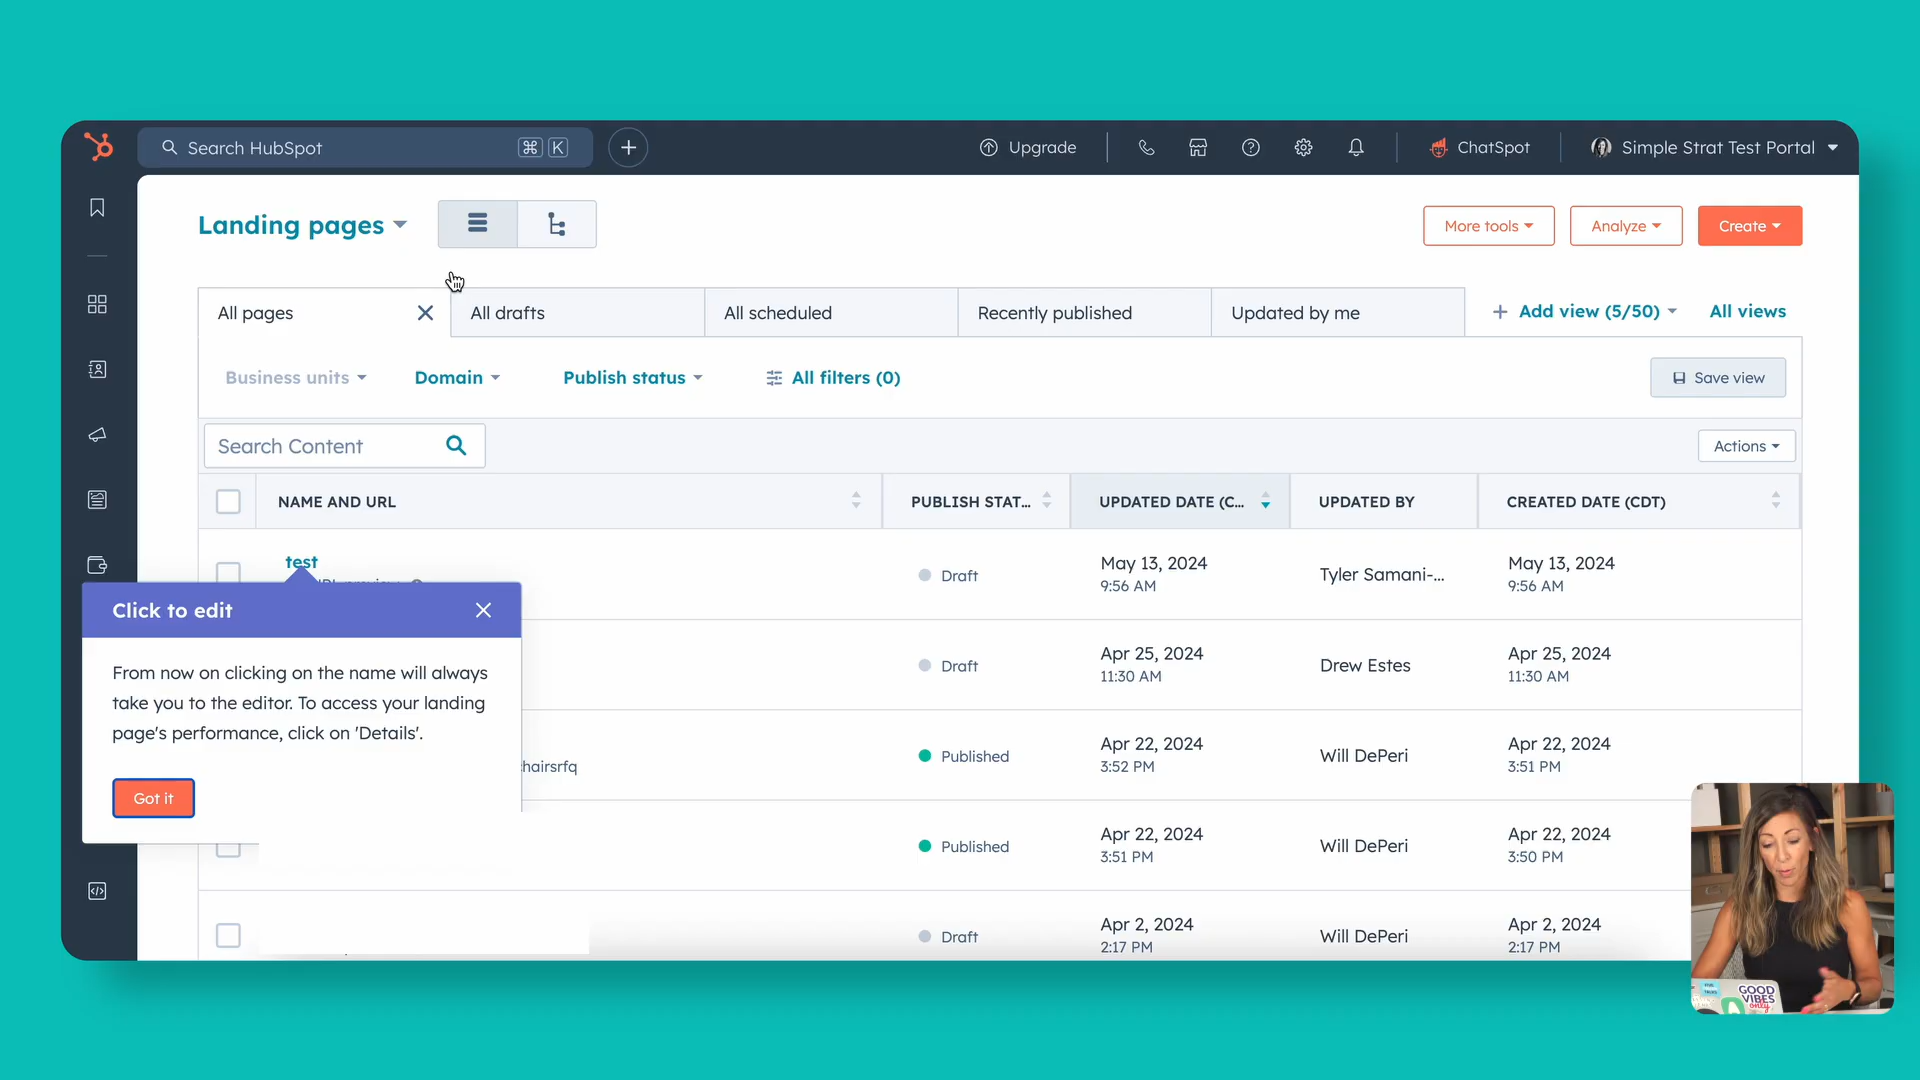 Search HubSpot
⌘ K
Upgrade
ChatSpot
Simple Strat Test Portal
Landing pages
More tools
Analyze
Create
All pages
All drafts
All scheduled
Recently published
Updated by me
+ Add view (5/50)
All views
Business units
Domain
Publish status
All filters (0)
Save view
Search Content
Actions
NAME AND URL
PUBLISH STAT...
UPDATED DATE (C...
UPDATED BY
CREATED DATE (CDT)
test
Draft
May 13, 2024
9:56 AM
Tyler Samani-...
May 13, 2024
9:56 AM
Click to edit
From now on clicking on the name will always
take you to the editor. To access your landing
page's performance, click on 'Details'.
Got it
Draft
Apr 25, 2024
11:30 AM
Drew Estes
Apr 25, 2024
11:30 AM
hairsrfq
Published
Apr 22, 2024
3:52 PM
Will DePeri
Apr 22, 2024
3:51 PM
Published
Apr 22, 2024
3:51 PM
Will DePeri
Apr 22, 2024
3:50 PM
Draft
Apr 2, 2024
2:17 PM
Will DePeri
Apr 2, 2024
2:17 PM
GOOD
VIBES
only